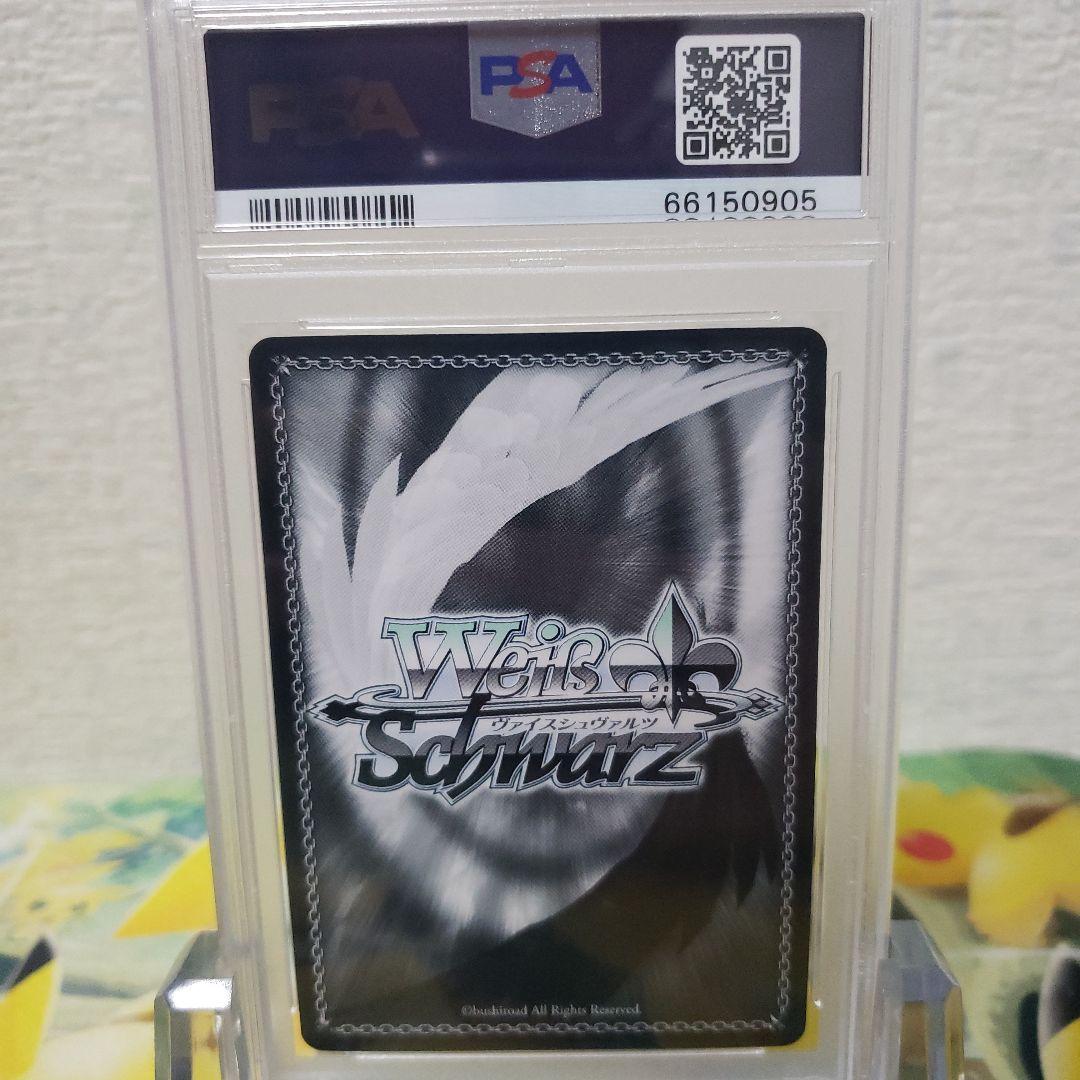 PSA
PSA
66150905
Weiß
ヴァイスシュヴァルツ
Schwarz
©bushiroad All Rights Reserved.